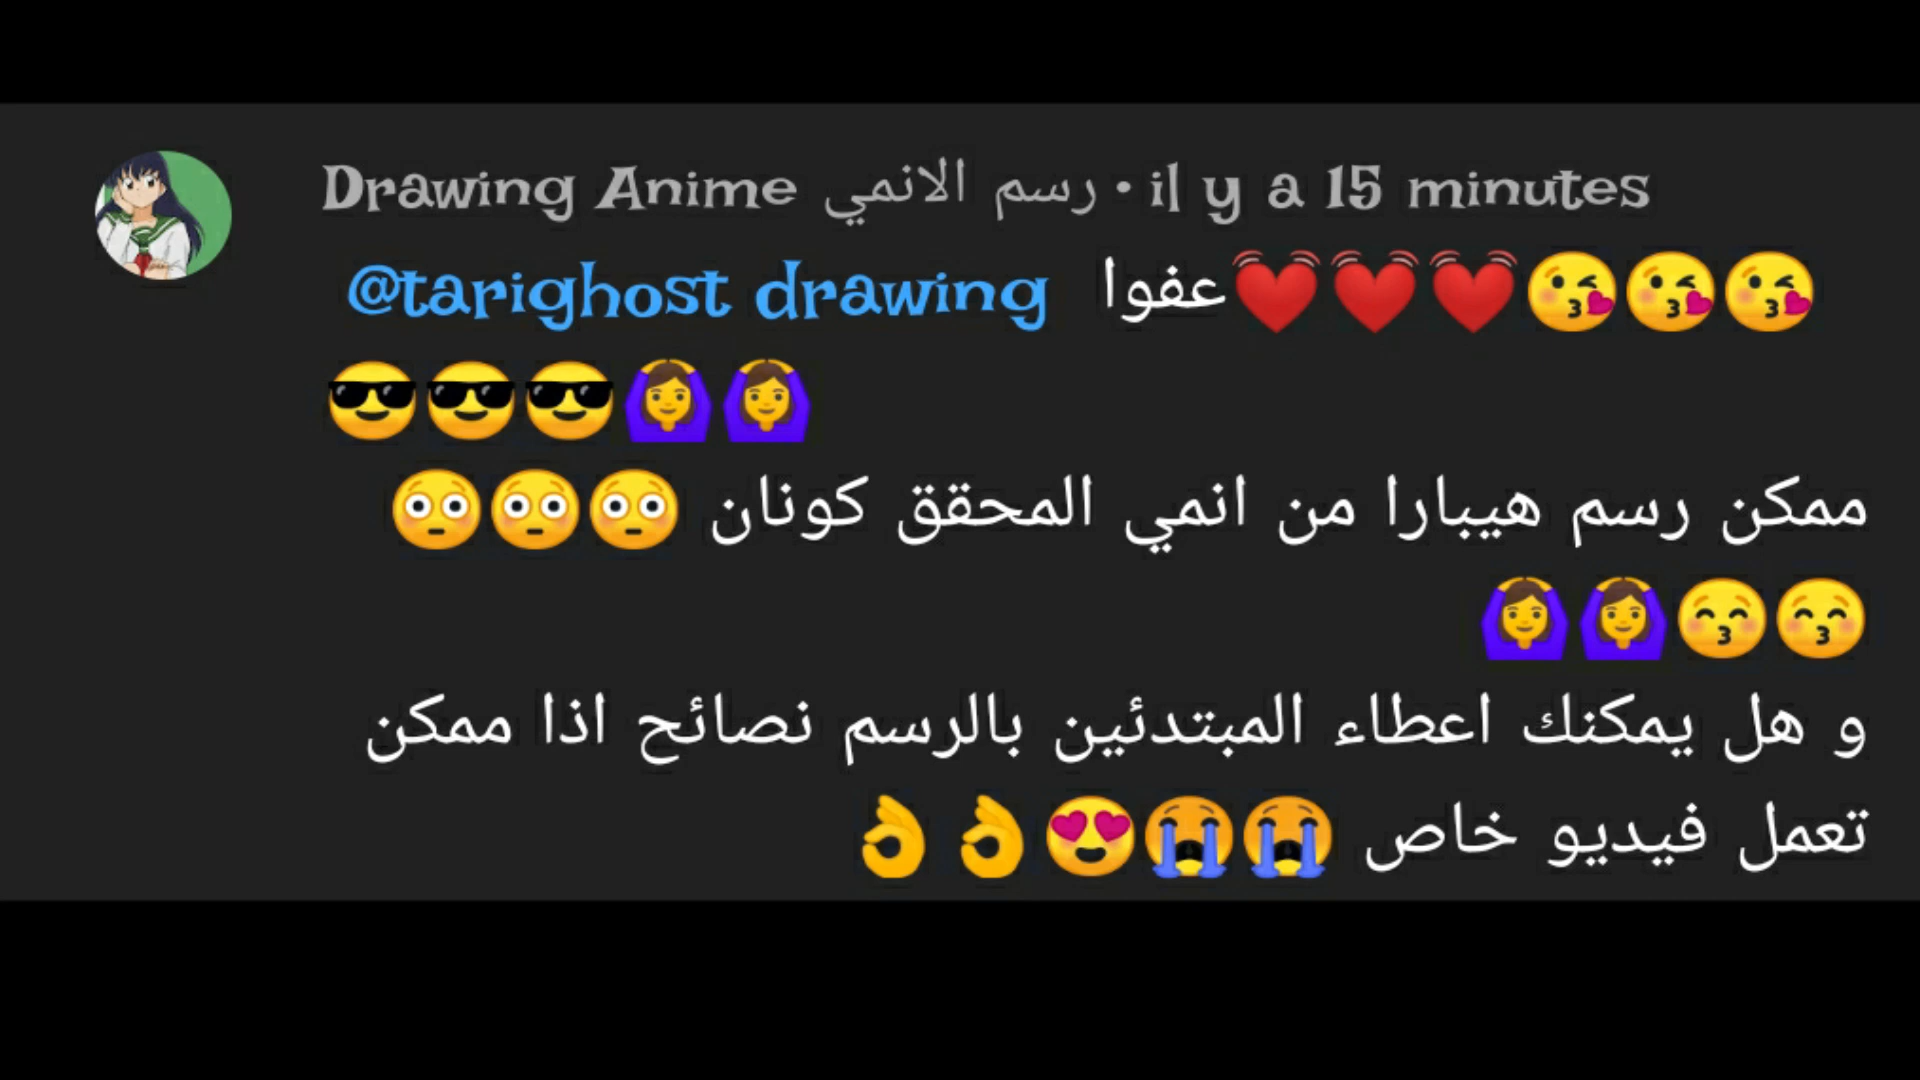 Drawing Anime رسم الانمي • il y a 15 minutes
@tarighost drawing عفوا💓💓💓😘😘😘
😎😎😎🙆‍♀️🙆‍♀️
ممكن رسم هيبارا من انمي المحقق كونان 😳😳😳
😙😙🙆‍♀️🙆‍♀️
و هل يمكنك اعطاء المبتدئين بالرسم نصائح اذا ممكن
تعمل فيديو خاص 😭😭😍👌👌